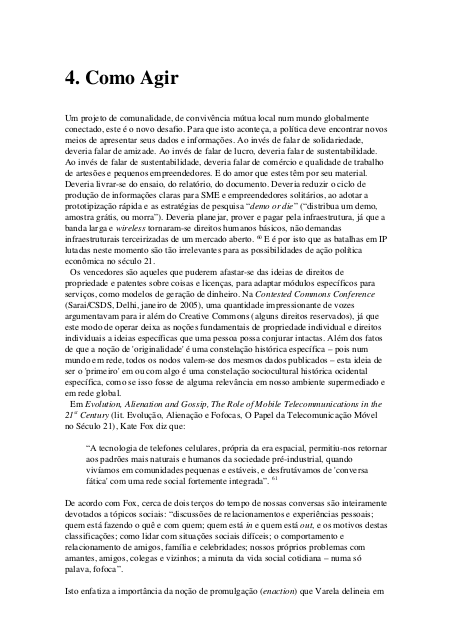 4. Como Agir
Um projeto de comunalidade, de convivência mútua local num mundo globalmente
conectado, este é o novo desafio. Para que isto aconteça, a política deve encontrar novos
meios de apresentar seus dados e informações. Ao invés de falar de solidariedade,
deveria falar de amizade. Ao invés de falar de lucro, deveria falar de sustentabilidade.
Ao invés de falar de sustentabilidade, deveria falar de comércio e qualidade de trabalho
de artesões e pequenos empreendedores. E do amor que estes têm por seu material.
Deveria livrar-se do ensaio, do relatório, do documento. Deveria reduzir o ciclo de
produção de informações claras para SME e empreendedores solitários, ao adotar a
prototipização rápida e as estratégias de pesquisa “demo or die” (“distribua um demo,
amostra grátis, ou morra”). Deveria planejar, prover e pagar pela infraestrutura, já que a
banda larga e wireless tornaram-se direitos humanos básicos, não demandas
infraestruturais terceirizadas de um mercado aberto. 60 E é por isto que as batalhas em IP
lutadas neste momento são tão irrelevantes para as possibilidades de ação política
econômica no século 21.
Os vencedores são aqueles que puderem afastar-se das ideias de direitos de
propriedade e patentes sobre coisas e licenças, para adaptar módulos específicos para
serviços, como modelos de geração de dinheiro. Na Contested Commons Conference
(Sarai/CSDS, Delhi, janeiro de 2005), uma quantidade impressionante de vozes
argumentavam para ir além do Creative Commons (alguns direitos reservados), já que
este modo de operar deixa as noções fundamentais de propriedade individual e direitos
individuais a ideias específicas que uma pessoa possa conjurar intactas. Além dos fatos
de que a noção de ‘originalidade’ é uma constelação histórica específica – pois num
mundo em rede, todos os nodos valem-se dos mesmos dados publicados – esta ideia de
ser o 'primeiro' em ou com algo é uma constelação sociocultural histórica ocidental
específica, como se isso fosse de alguma relevância em nosso ambiente supermediado e
em rede global.
Em Evolution, Alienation and Gossip, The Role of Mobile Telecommunications in the
21st Century (lit. Evolução, Alienação e Fofocas, O Papel da Telecomunicação Móvel
no Século 21), Kate Fox diz que:
“A tecnologia de telefones celulares, própria da era espacial, permitiu-nos retornar
aos padrões mais naturais e humanos da sociedade pré-industrial, quando
vivíamos em comunidades pequenas e estáveis, e desfrutávamos de ‘conversa
fática’ com uma rede social fortemente integrada”. 61
De acordo com Fox, cerca de dois terços do tempo de nossas conversas são inteiramente
devotados a tópicos sociais: “discussões de relacionamentos e experiências pessoais;
quem está fazendo o quê e com quem; quem está in e quem está out, e os motivos destas
classificações; como lidar com situações sociais difíceis; o comportamento e
relacionamento de amigos, família e celebridades; nossos próprios problemas com
amantes, amigos, colegas e vizinhos; a minuta da vida social cotidiana – numa só
palavra, fofoca”.
Isto enfatiza a importância da noção de promulgação (enaction) que Varela delineia em